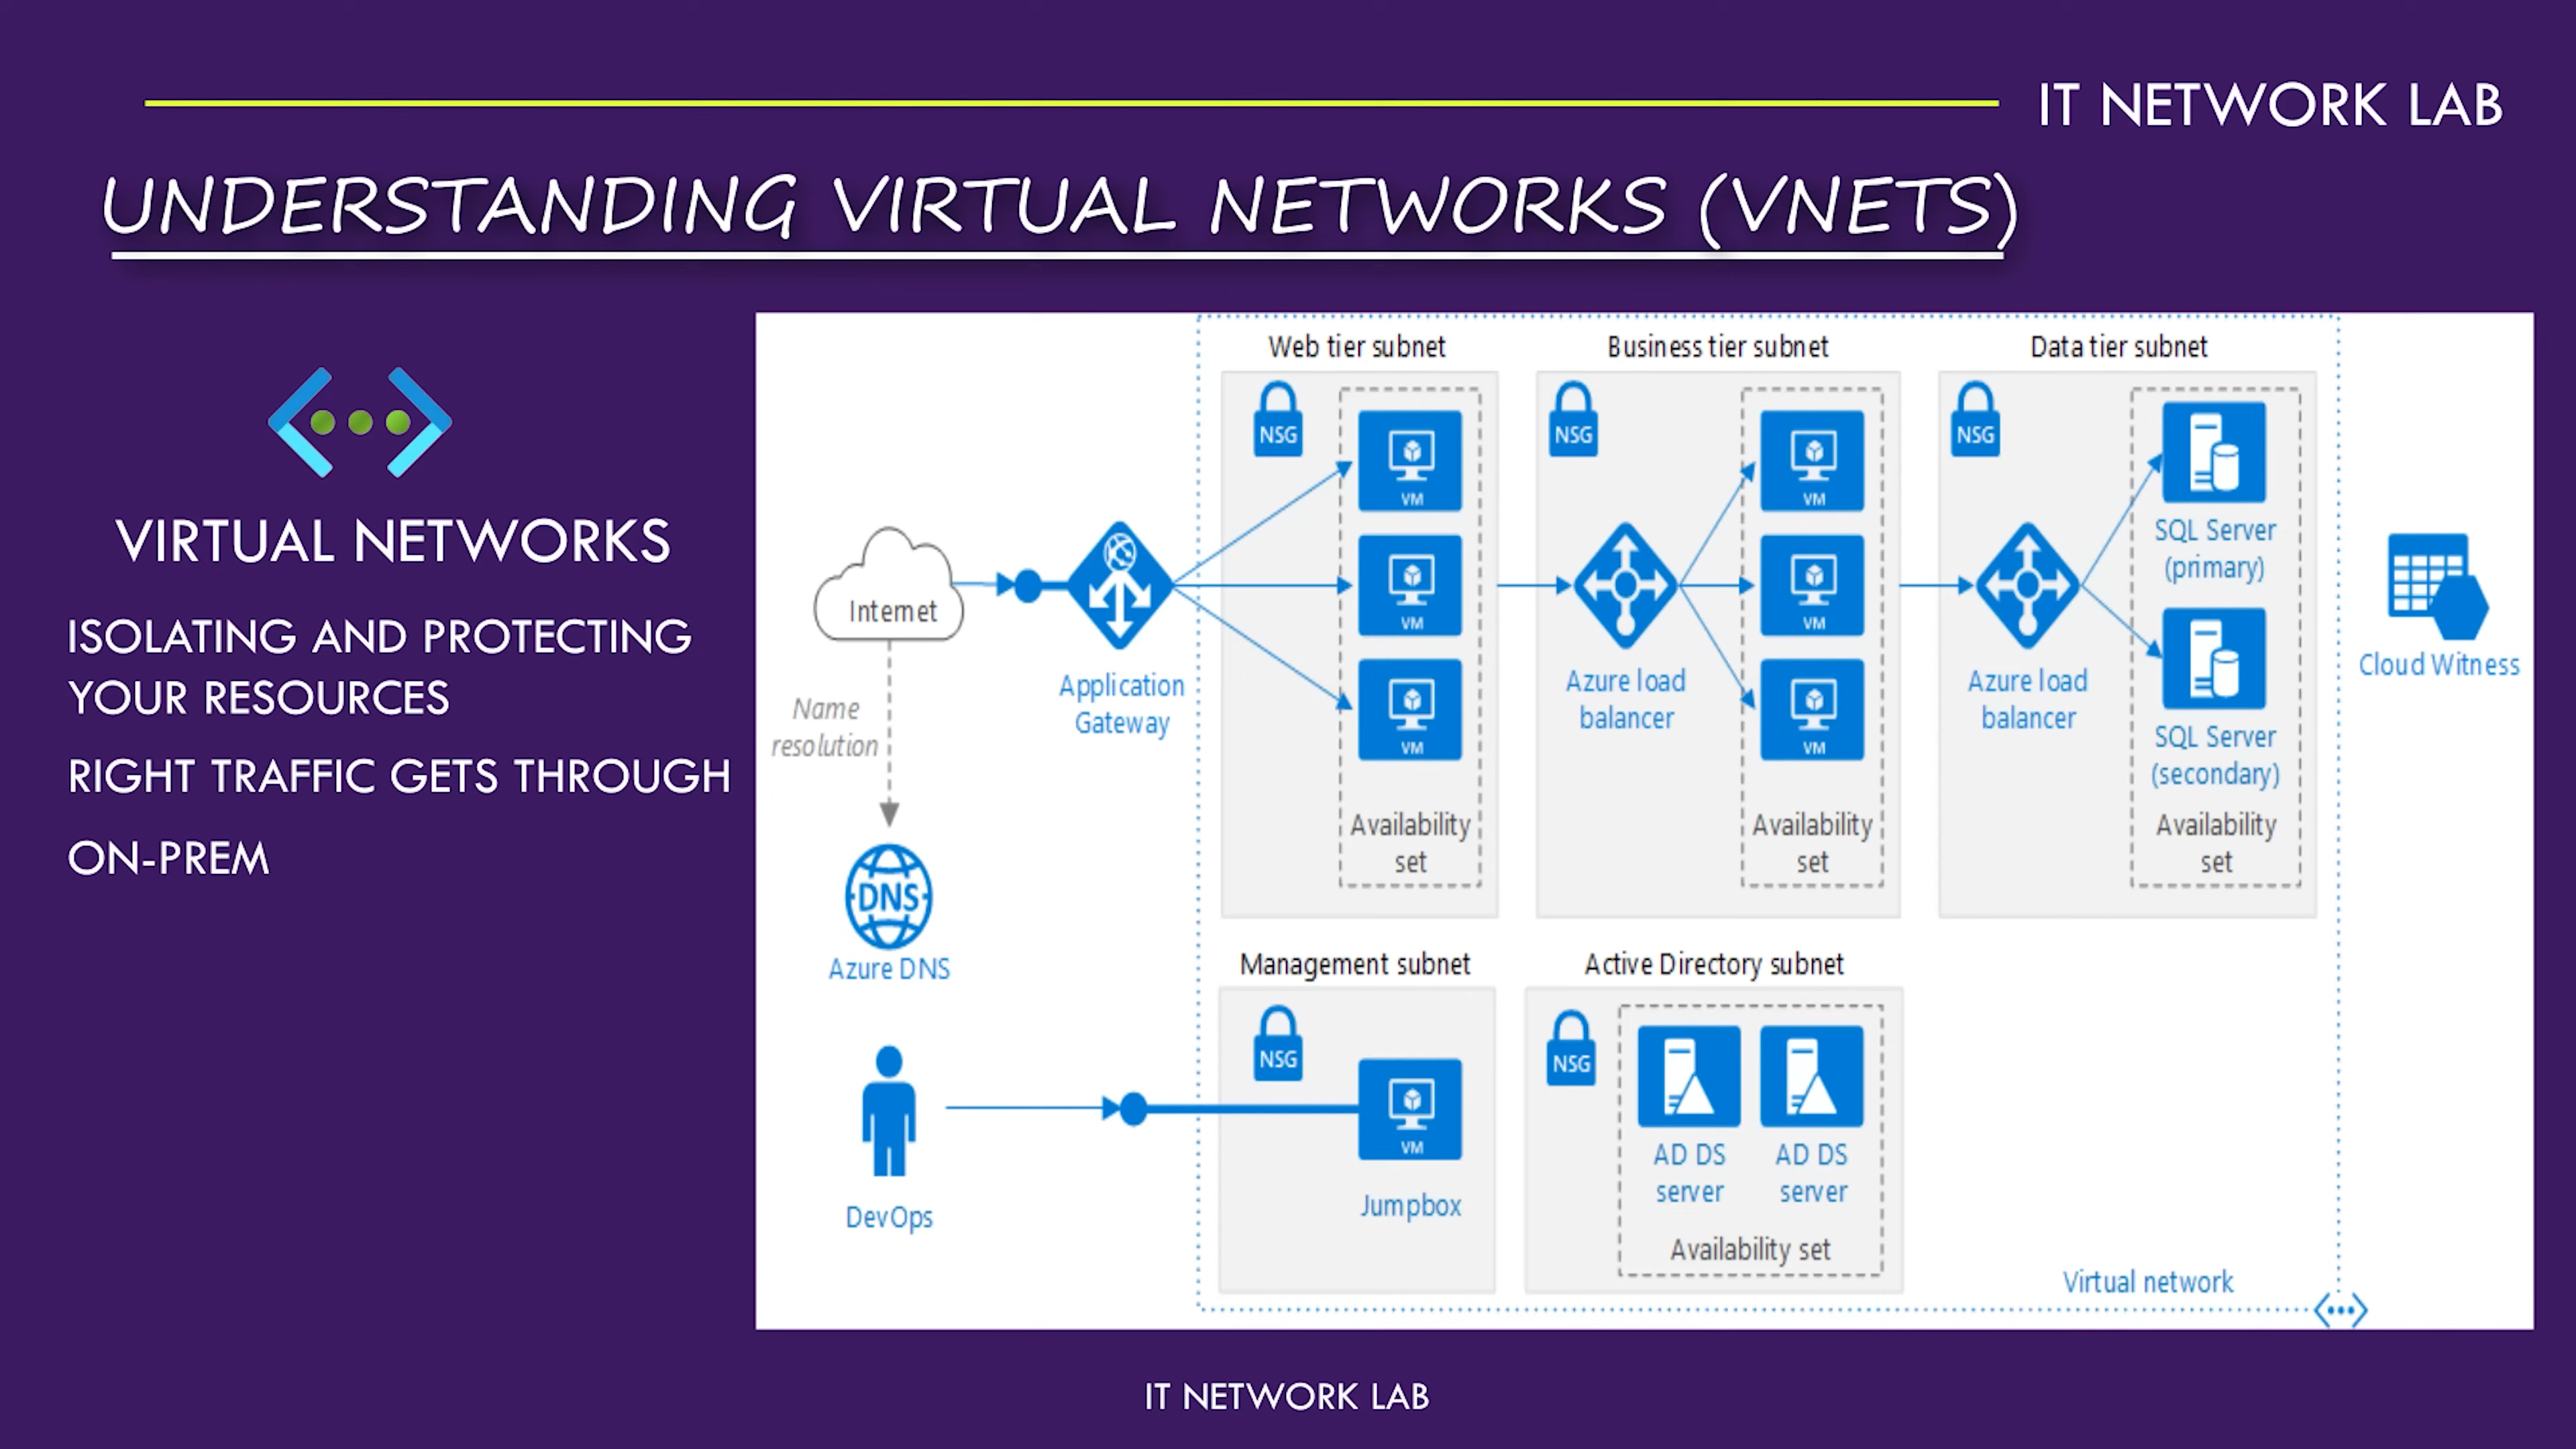 IT NETWORK LAB
UNDERSTANDING VIRTUAL NETWORKS (VNETS)
VIRTUAL NETWORKS
ISOLATING AND PROTECTING
YOUR RESOURCES
RIGHT TRAFFIC GETS THROUGH
ON-PREM
Internet
Name
resolution
DNS
Azure DNS
DevOps
Application
Gateway
Web tier subnet
NSG
VM
VM
VM
Availability
set
Business tier subnet
NSG
Azure load
balancer
VM
VM
VM
Availability
set
Data tier subnet
NSG
Azure load
balancer
SQL Server
(primary)
SQL Server
(secondary)
Availability
set
Cloud Witness
Management subnet
NSG
VM
Jumpbox
Active Directory subnet
NSG
AD DS
server
AD DS
server
Availability set
Virtual network
IT NETWORK LAB